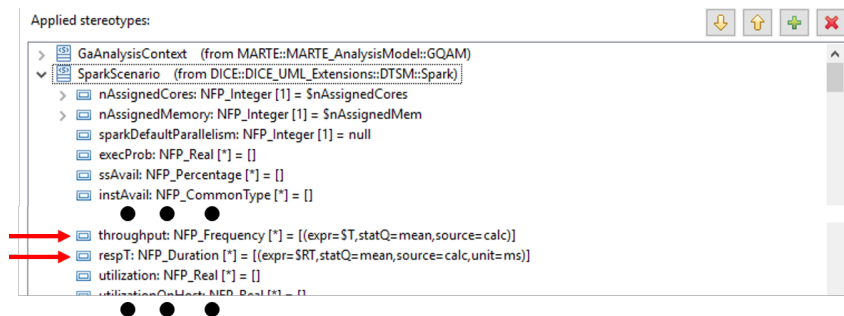 Applied stereotypes:
GaAnalysisContext (from MARTE::MARTE_AnalysisModel::GQAM)
SparkScenario (from DICE::DICE_UML_Extensions::DTSM::Spark)
nAssignedCores: NFP_Integer [1] = $nAssignedCores
nAssignedMemory: NFP_Integer [1] = $nAssignedMem
sparkDefaultParallelism: NFP_Integer [1] = null
execProb: NFP_Real [*] = []
ssAvail: NFP_Percentage [*] = []
instAvail: NFP_CommonType [*] = []
throughput: NFP_Frequency [*] = [(expr=$T,statQ=mean,source=calc)]
respT: NFP_Duration [*] = [(expr=$RT,statQ=mean,source=calc,unit=ms)]
utilization: NFP_Real [*] = []
utilizationOnHost: NFP_Real [*] = []